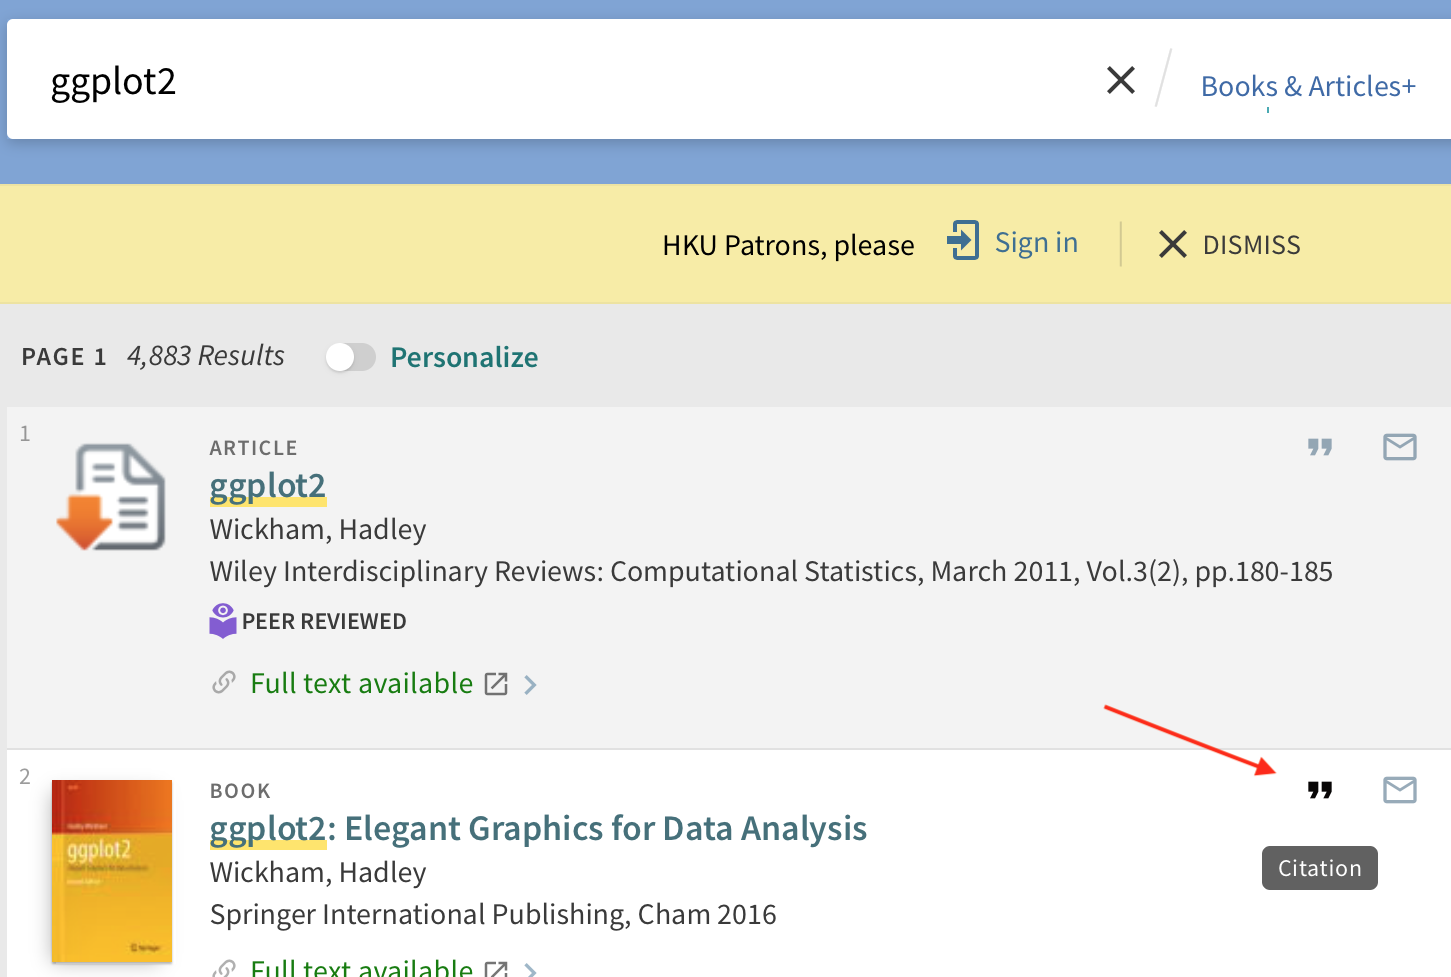 ggplot2
Books & Articles+
HKU Patrons, please Sign in DISMISS
PAGE 1 4,883 Results Personalize
1
ARTICLE
ggplot2
Wickham, Hadley
Wiley Interdisciplinary Reviews: Computational Statistics, March 2011, Vol.3(2), pp.180-185
PEER REVIEWED
Full text available
2
ggplot2
Springer
BOOK
ggplot2: Elegant Graphics for Data Analysis
Wickham, Hadley
Springer International Publishing, Cham 2016
Citation
Full text available